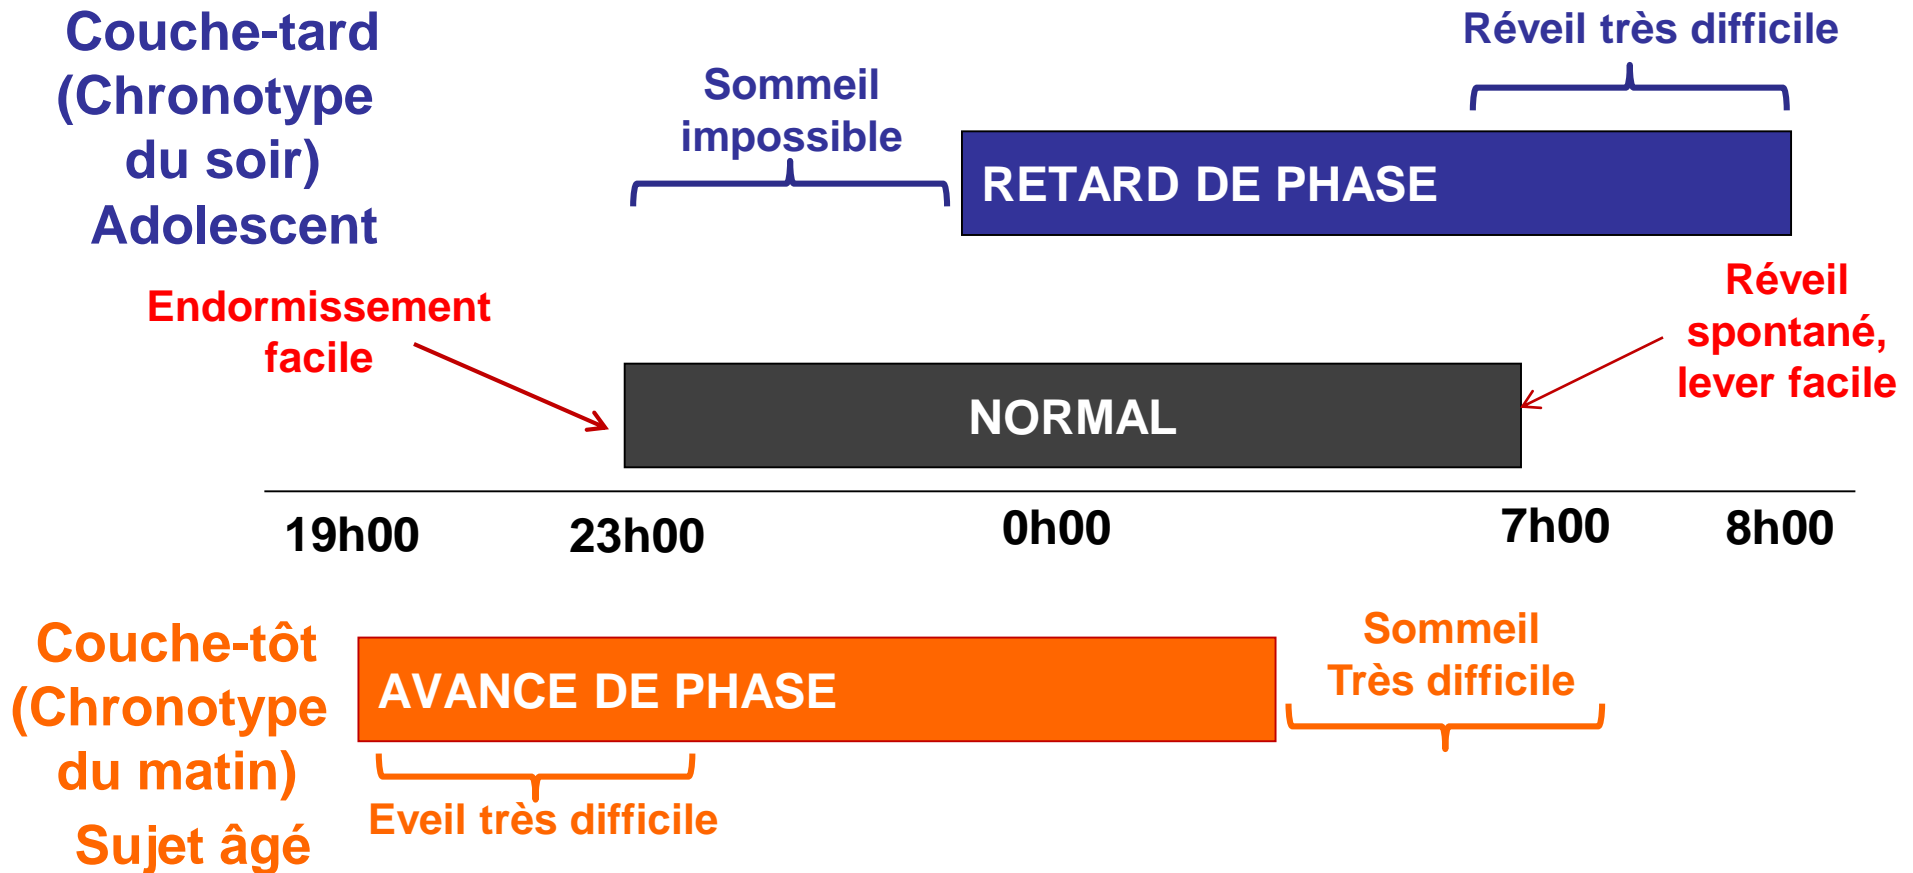 Couche-tard
(Chronotype
du soir)
Adolescent
Sommeil
impossible
Réveil très difficile
RETARD DE PHASE
Endormissement
facile
Réveil
spontané,
lever facile
NORMAL
19h00
23h00
0h00
7h00
8h00
Couche-tôt
(Chronotype
du matin)
Sujet âgé
AVANCE DE PHASE
Sommeil
Très difficile
Eveil très difficile